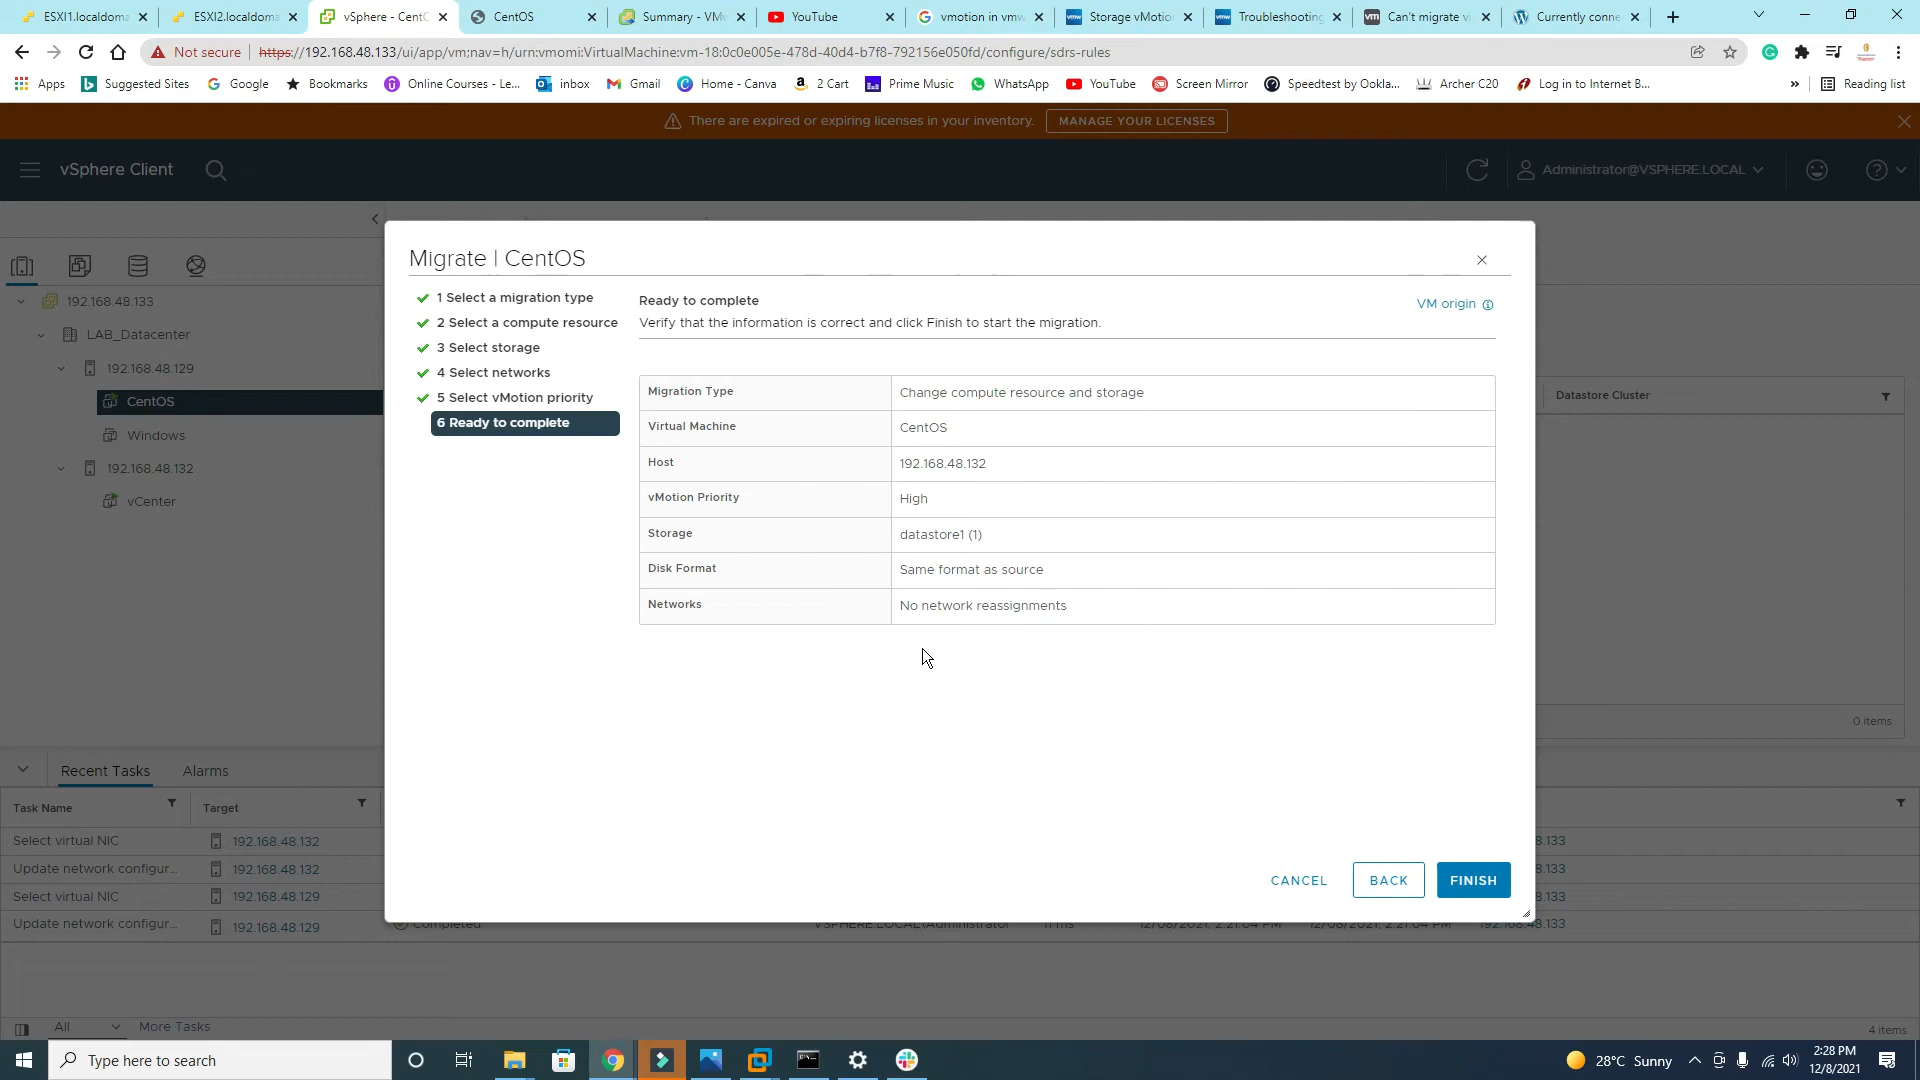 ESXI1.localdoma
ESXI2.localdoma
vSphere - CentO
CentOS
Summary - VMw
YouTube
vmotion in vmw
Storage vMotion
Troubleshooting
Can't migrate vi
Currently conne
Not secure
https://192.168.48.133/ui/app/vm;nav=h/urn:vmomi:VirtualMachine:vm-18:0c0e005e-478d-40d4-b7f8-792156e050fd/configure/sdrs-rules
Apps
Suggested Sites
Google
Bookmarks
Online Courses - Le...
inbox
Gmail
Home - Canva
2 Cart
Prime Music
WhatsApp
YouTube
Screen Mirror
Speedtest by Ookla...
Archer C20
Log in to Internet B...
»
Reading list
There are expired or expiring licenses in your inventory.
MANAGE YOUR LICENSES
vSphere Client
Administrator@VSPHERE.LOCAL
192.168.48.133
LAB_Datacenter
192.168.48.129
CentOS
Windows
192.168.48.132
vCenter
Migrate | CentOS
1 Select a migration type
2 Select a compute resource
3 Select storage
4 Select networks
5 Select vMotion priority
6 Ready to complete
Ready to complete
Verify that the information is correct and click Finish to start the migration.
VM origin
Migration Type
Change compute resource and storage
Virtual Machine
CentOS
Host
192.168.48.132
vMotion Priority
High
Storage
datastore1 (1)
Disk Format
Same format as source
Networks
No network reassignments
CANCEL
BACK
FINISH
Datastore Cluster
0 items
Recent Tasks
Alarms
Task Name
Target
Select virtual NIC
192.168.48.132
8.133
Update network configur...
192.168.48.132
8.133
Select virtual NIC
192.168.48.129
8.133
Update network configur...
192.168.48.129
Completed
VSPHERE.LOCAL\Administrator
11 ms
12/08/2021, 2:21:04 PM
12/08/2021, 2:21:04 PM
192.168.48.133
All
More Tasks
4 items
Type here to search
28°C Sunny
2:28 PM
12/8/2021